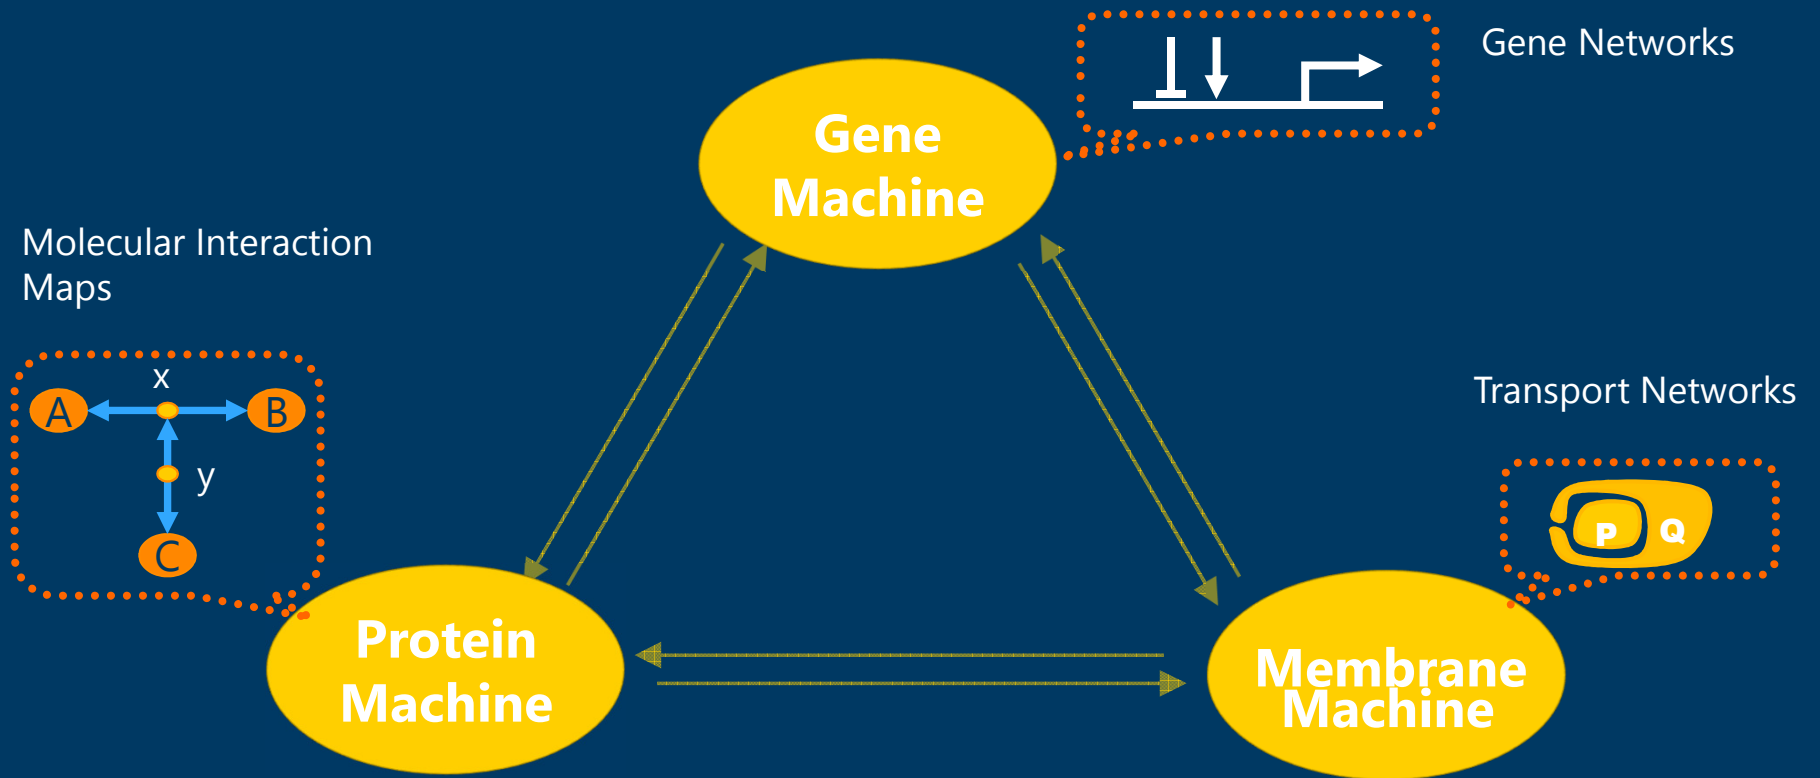 Gene Networks
Gene
Machine
Molecular Interaction
Maps
x
A
B
y
C
Transport Networks
P
Q
Protein
Machine
Membrane
Machine